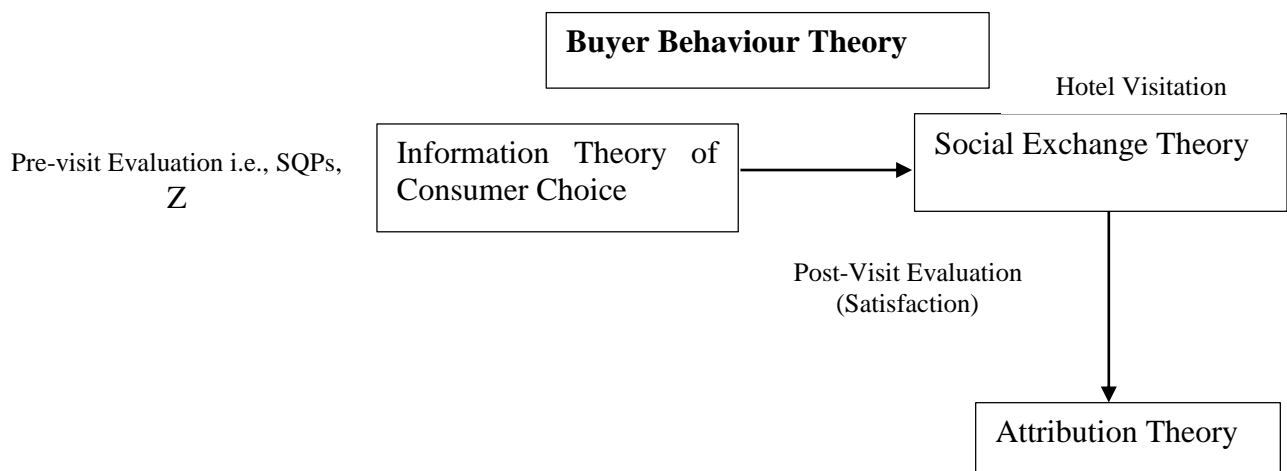 Buyer Behaviour Theory
Hotel Visitation
Pre-visit Evaluation i.e., SQPs,
Z
Information Theory of
Consumer Choice
Social Exchange Theory
Post-Visit Evaluation
(Satisfaction)
Attribution Theory